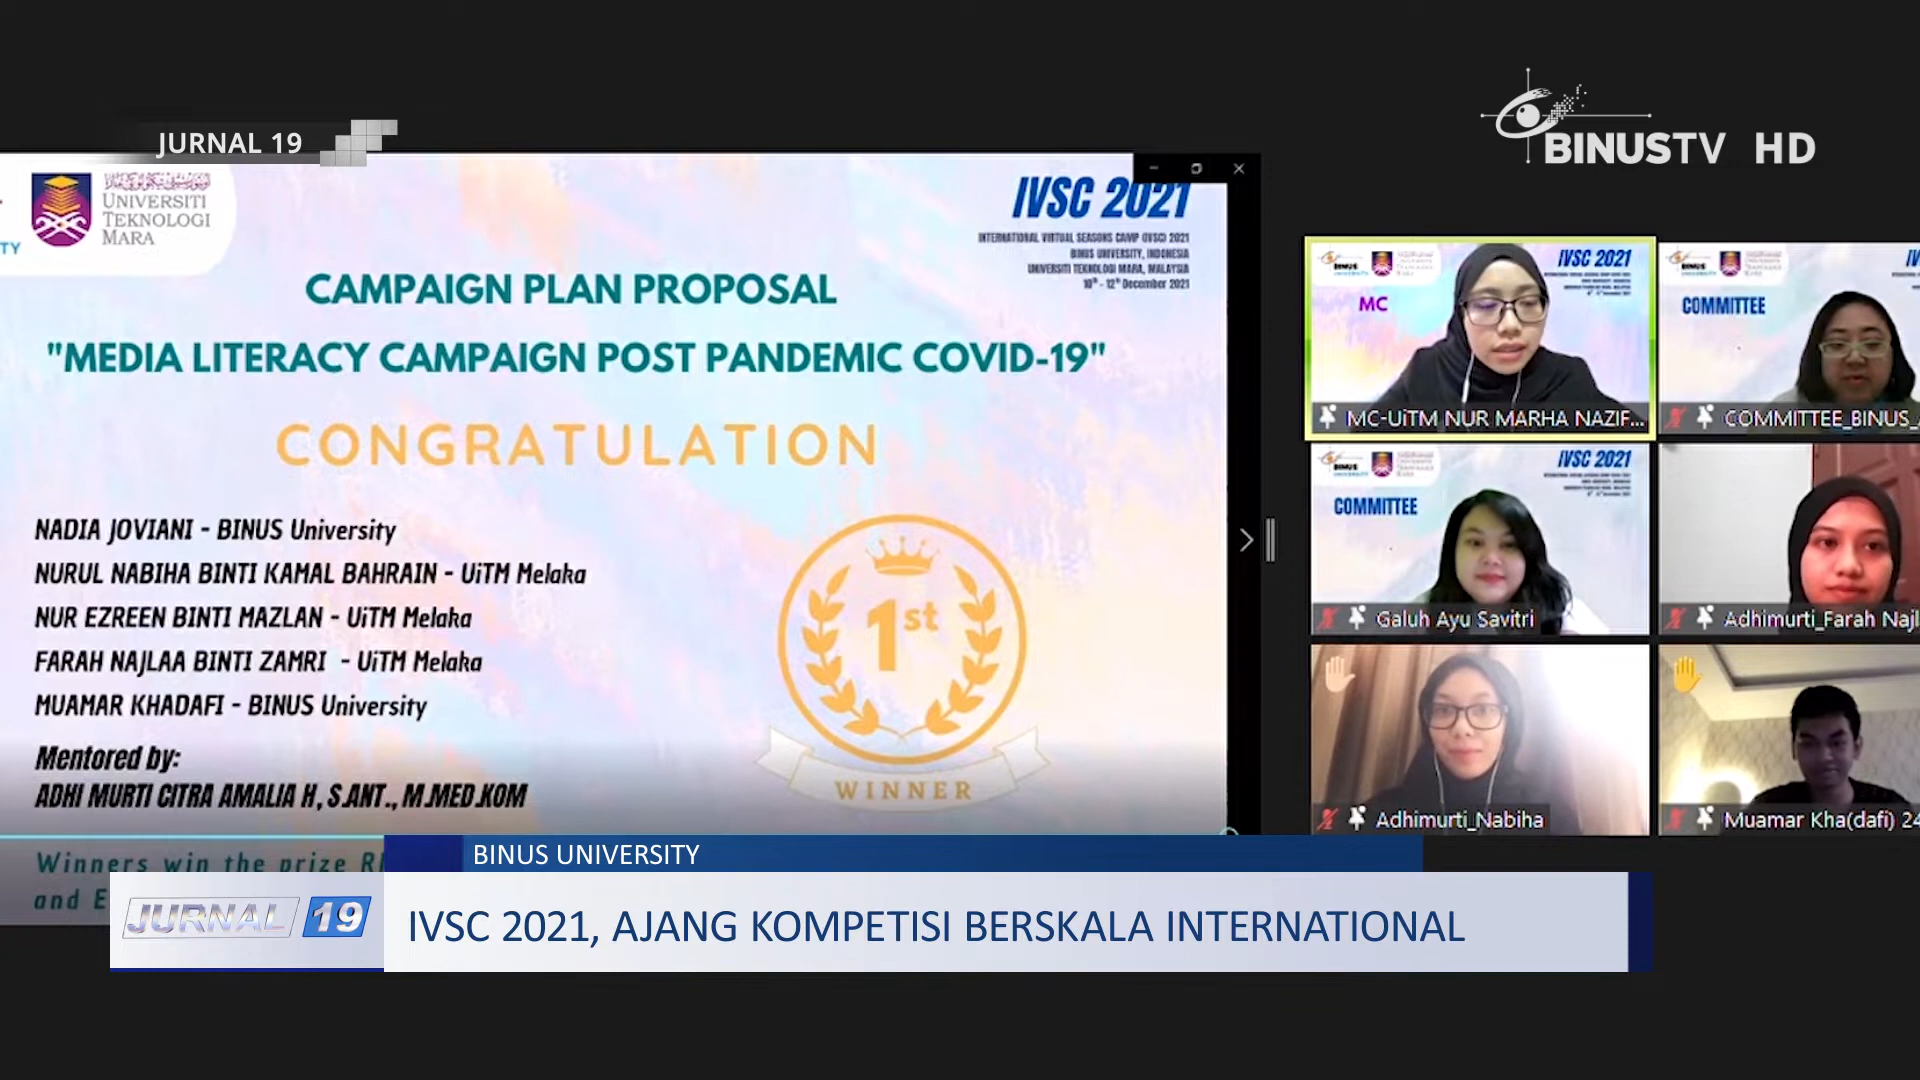 JURNAL 19
BINUSTV HD
UNIVERSITI
TEKNOLOGI
MARA
TY
IVSC 2021
INTERNATIONAL VIRTUAL SEASONS CAMP (IVSC) 2021
BINUS UNIVERSITY, INDONESIA
UNIVERSITI TEKNOLOGI MARA, MALAYSIA
10th - 12th December 2021
CAMPAIGN PLAN PROPOSAL
"MEDIA LITERACY CAMPAIGN POST PANDEMIC COVID-19"
CONGRATULATION
NADIA JOVIANI - BINUS University
NURUL NABIHA BINTI KAMAL BAHRAIN - UiTM Melaka
NUR EZREEN BINTI MAZLAN - UiTM Melaka
FARAH NAJLAA BINTI ZAMRI - UiTM Melaka
MUAMAR KHADAFI - BINUS University
Mentored by:
ADHI MURTI CITRA AMALIA H, S.ANT., M.MED.KOM
1st
WINNER
Winners win the prize R
and E
IVSC 2021
MC
MC-UiTM NUR MARHA NAZIF...
IV
COMMITTEE
COMMITTEE_BINUS_
IVSC 2021
COMMITTEE
Galuh Ayu Savitri
Adhimurti_Farah Najl
Adhimurti_Nabiha
Muamar Kha(dafi) 24
BINUS UNIVERSITY
JURNAL 19
IVSC 2021, AJANG KOMPETISI BERSKALA INTERNATIONAL